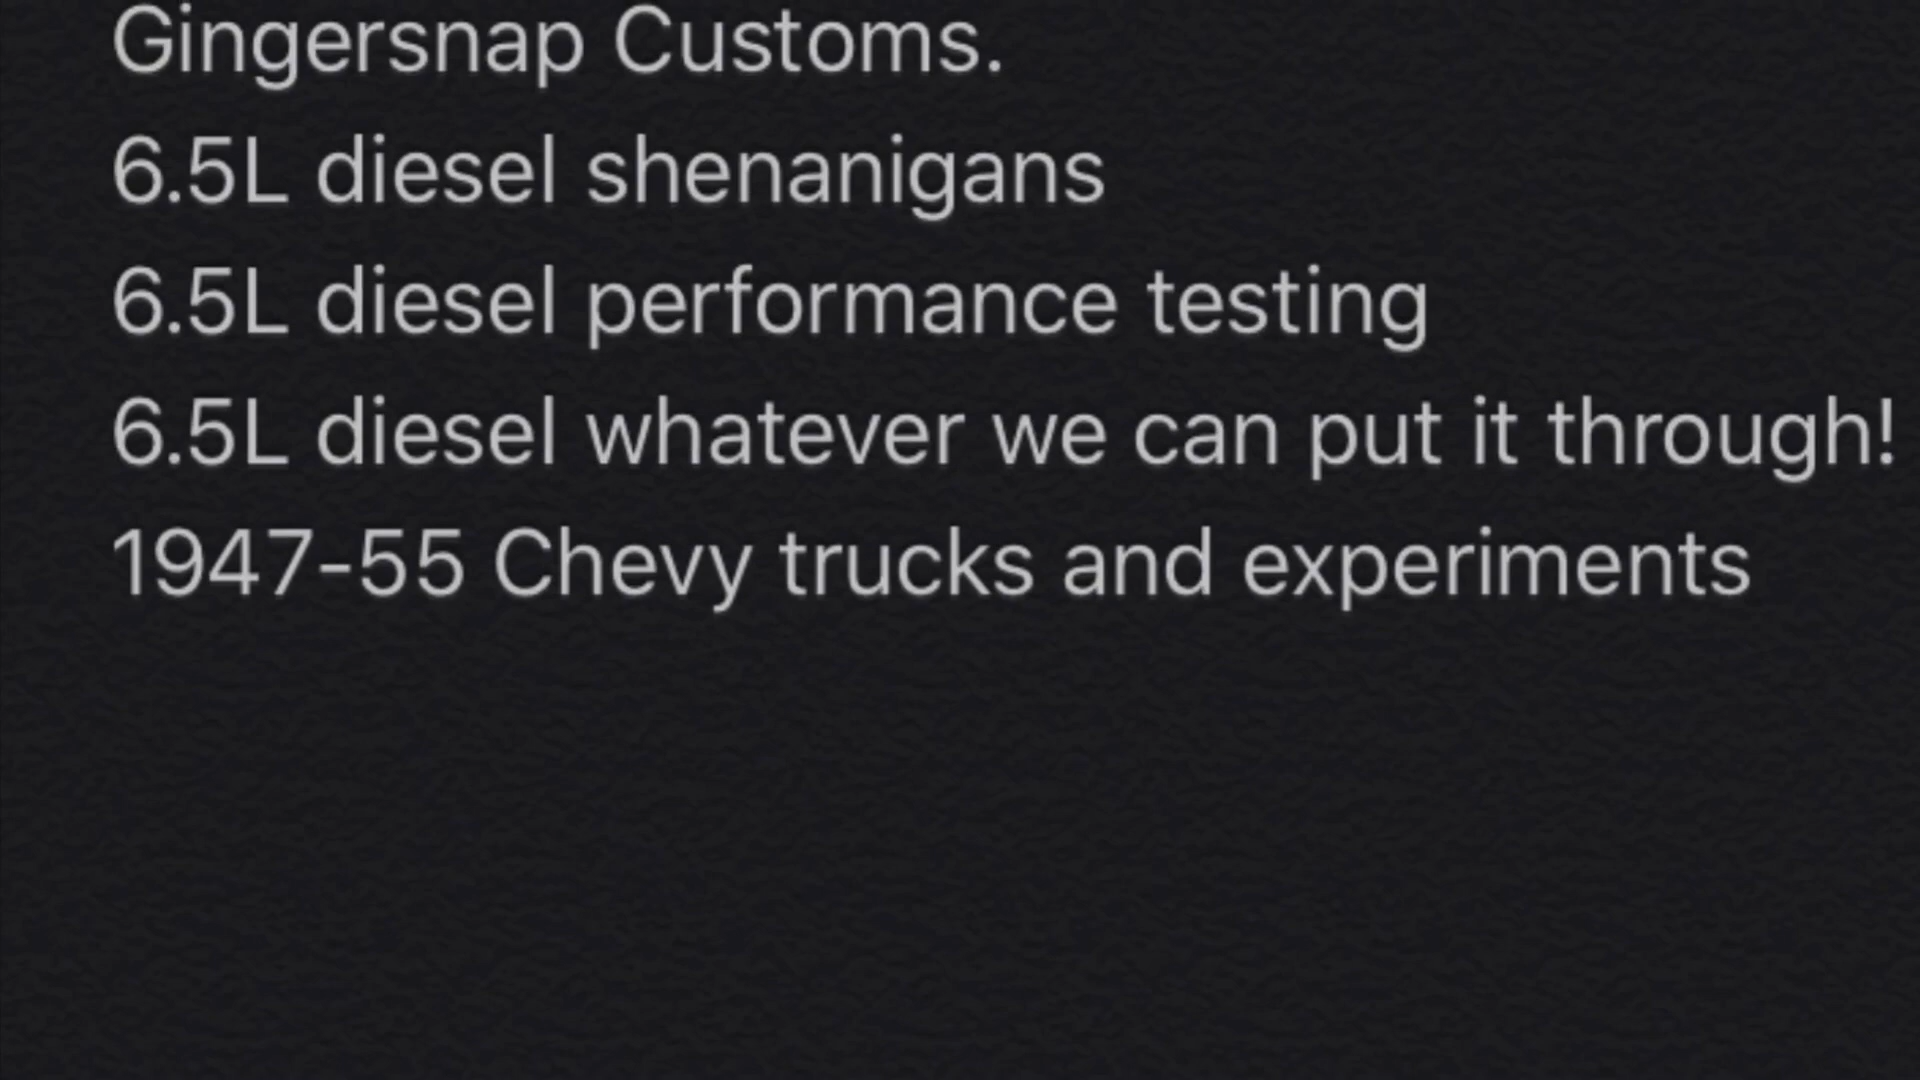 Gingersnap Customs.
6.5L diesel shenanigans
6.5L diesel performance testing
6.5L diesel whatever we can put it through!
1947-55 Chevy trucks and experiments